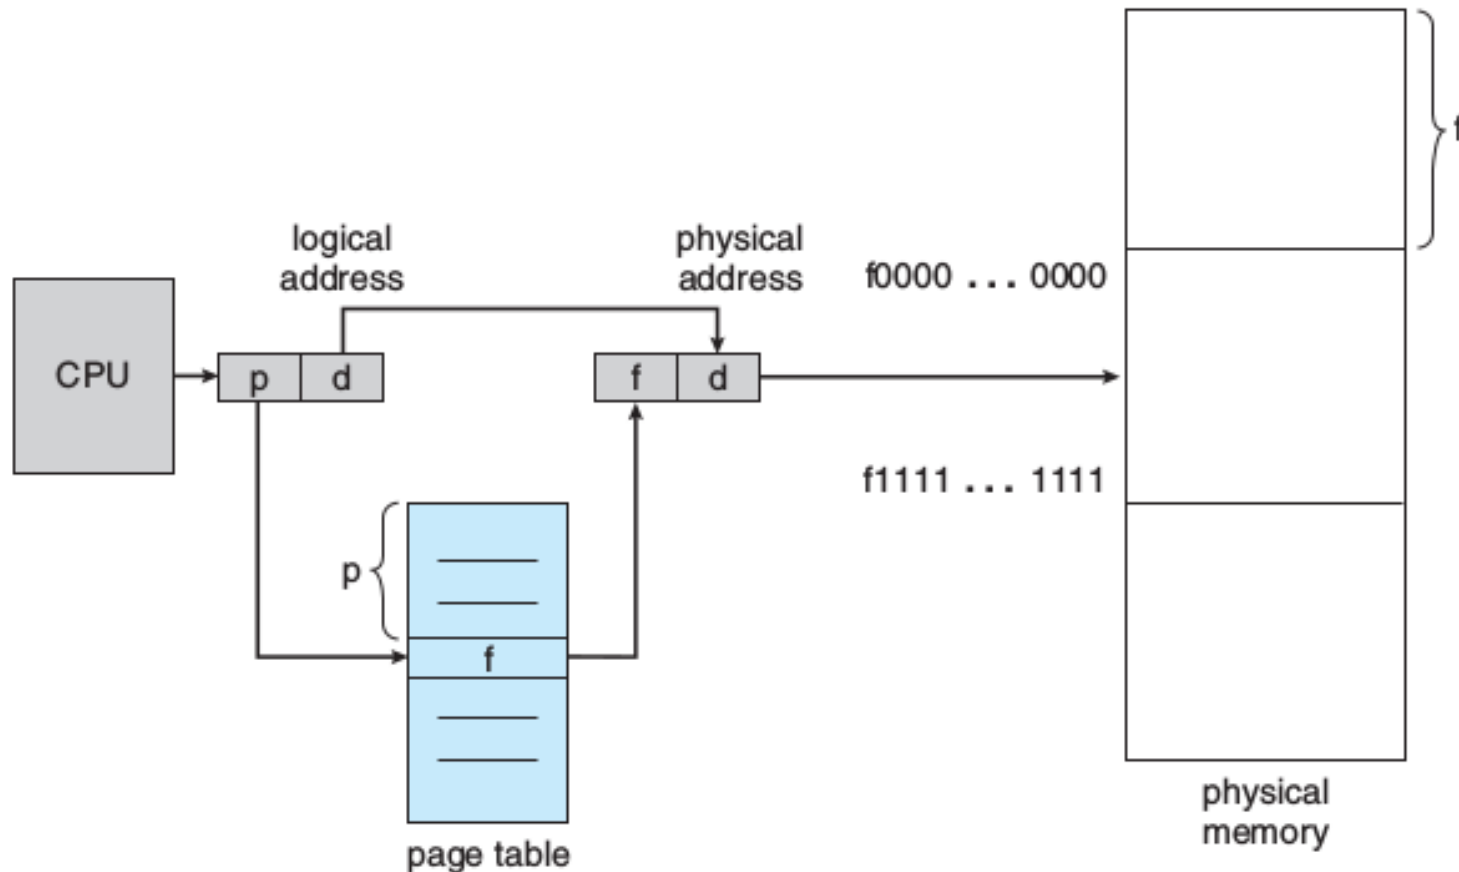 f
logical
address
physical
address
f0000 ... 0000
CPU
p
d
f
d
f1111 ... 1111
p
f
page table
physical
memory